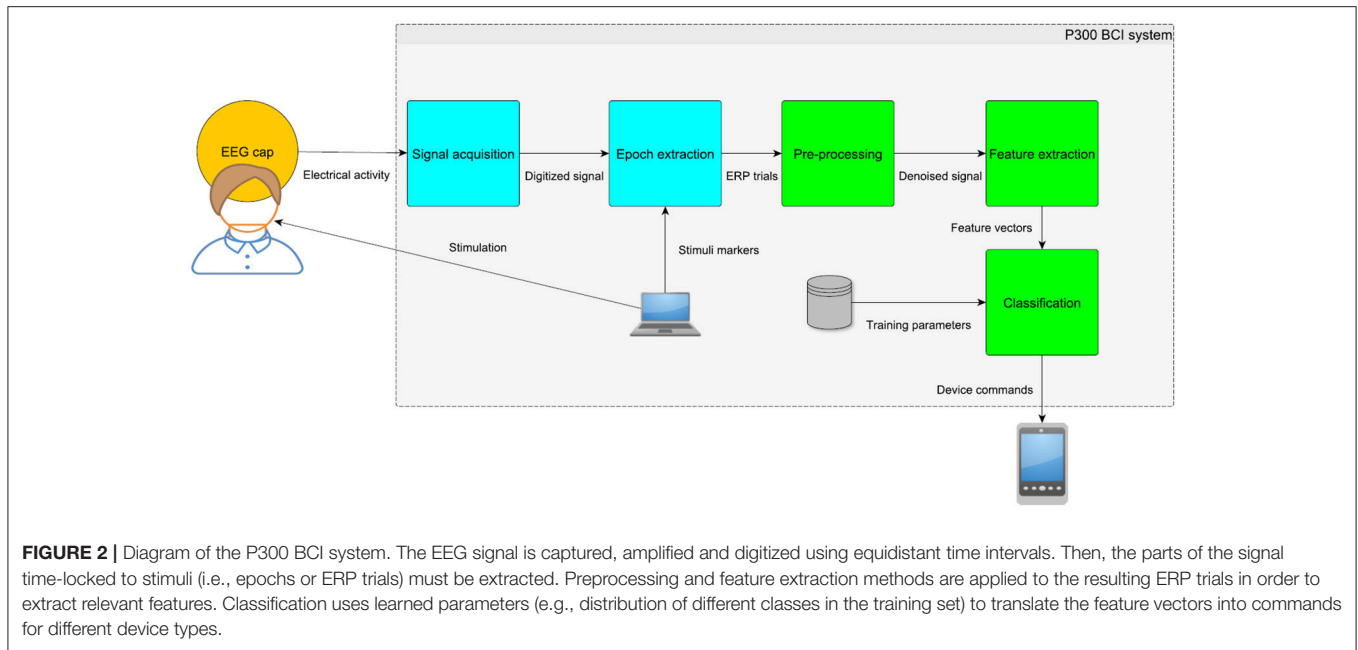 P300 BCI system
EEG cap
Signal acquisition
Epoch extraction
Pre-processing
Feature extraction
Electrical activity
Digitized signal
ERP trials
Denoised signal
Feature vectors
Stimulation
Stimuli markers
Classification
Training parameters
Device commands
FIGURE 2 | Diagram of the P300 BCI system. The EEG signal is captured, amplified and digitized using equidistant time intervals. Then, the parts of the signal
time-locked to stimuli (i.e., epochs or ERP trials) must be extracted. Preprocessing and feature extraction methods are applied to the resulting ERP trials in order to
extract relevant features. Classification uses learned parameters (e.g., distribution of different classes in the training set) to translate the feature vectors into commands
for different device types.